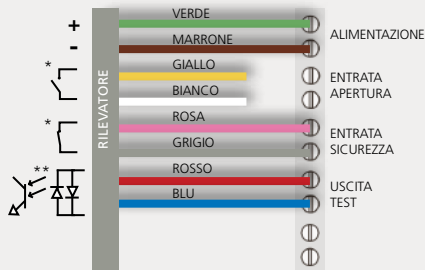 VERDE
+
ALIMENTAZIONE
-
MARRONE
*
GIALLO
ENTRATA
APERTURA
BIANCO
RILEVATORE
*
ROSA
ENTRATA
SICUREZZA
GRIGIO
**
ROSSO
USCITA
TEST
BLU